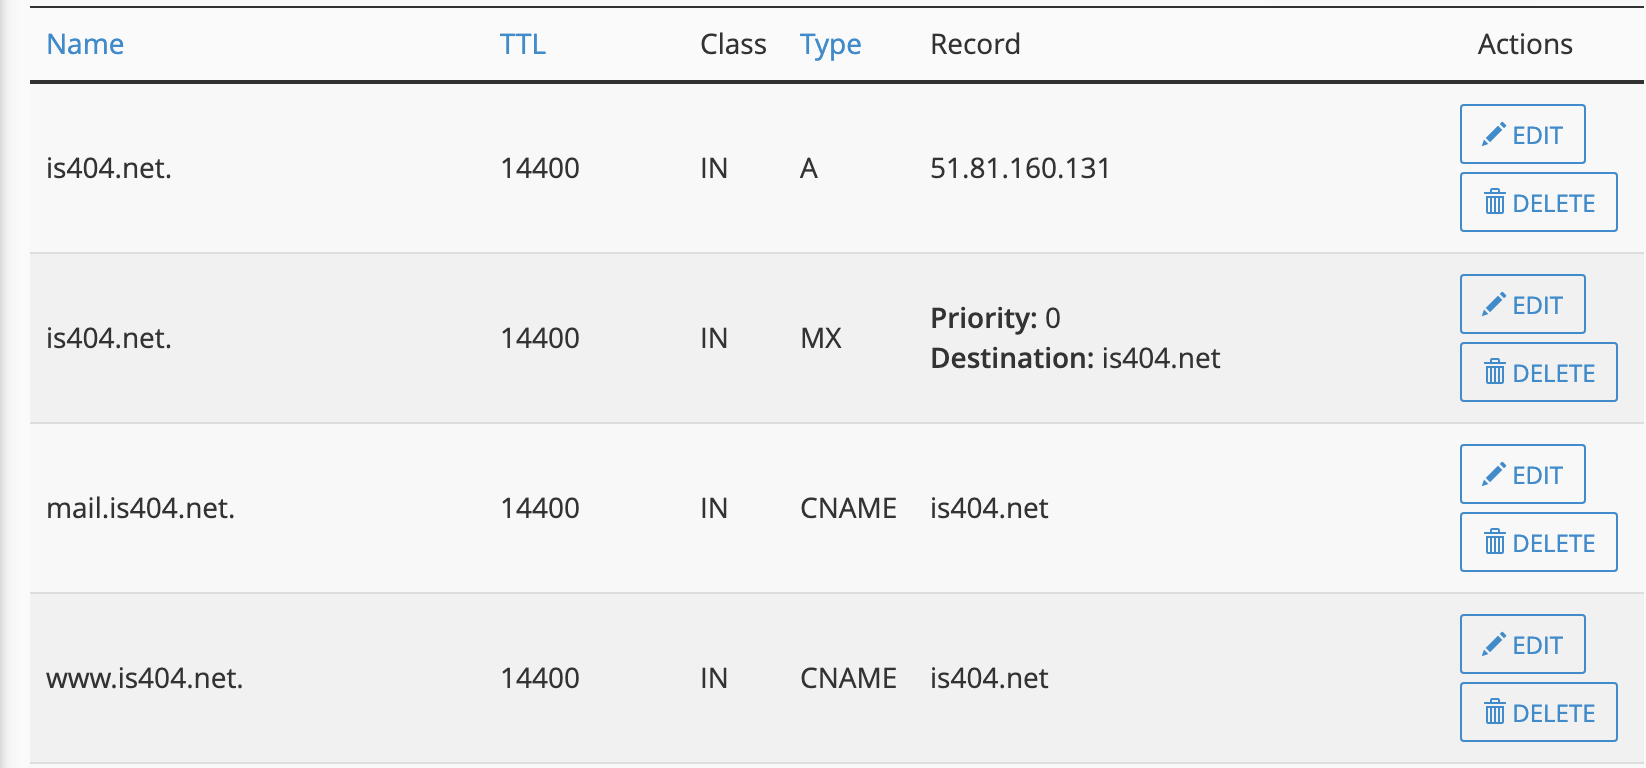 Name TTL Class Type Record Actions
is404.net. 14400 IN A 51.81.160.131 EDIT
DELETE
is404.net. 14400 IN MX Priority: 0 EDIT
Destination: is404.net DELETE
mail.is404.net. 14400 IN CNAME is404.net EDIT
DELETE
www.is404.net. 14400 IN CNAME is404.net EDIT
DELETE